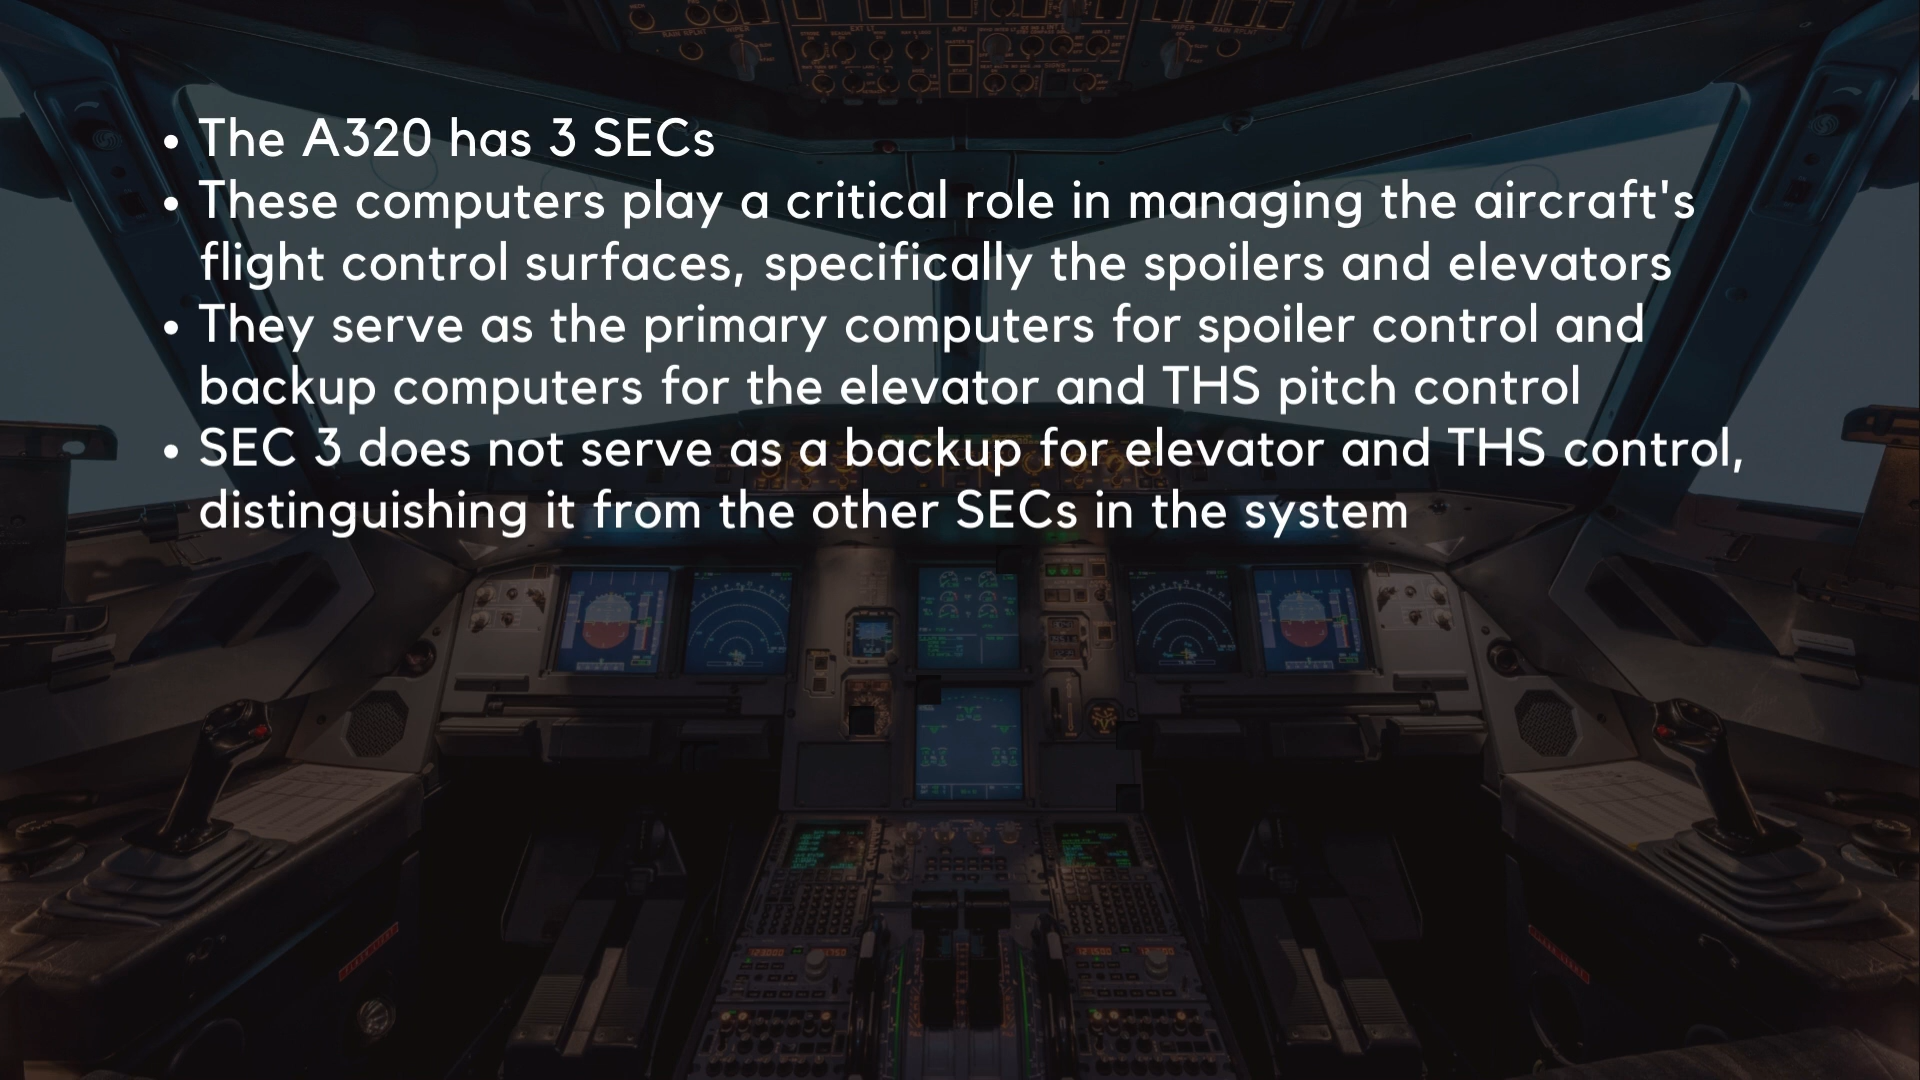 • The A320 has 3 SECs
• These computers play a critical role in managing the aircraft's
flight control surfaces, specifically the spoilers and elevators
• They serve as the primary computers for spoiler control and
backup computers for the elevator and THS pitch control
• SEC 3 does not serve as a backup for elevator and THS control,
distinguishing it from the other SECs in the system